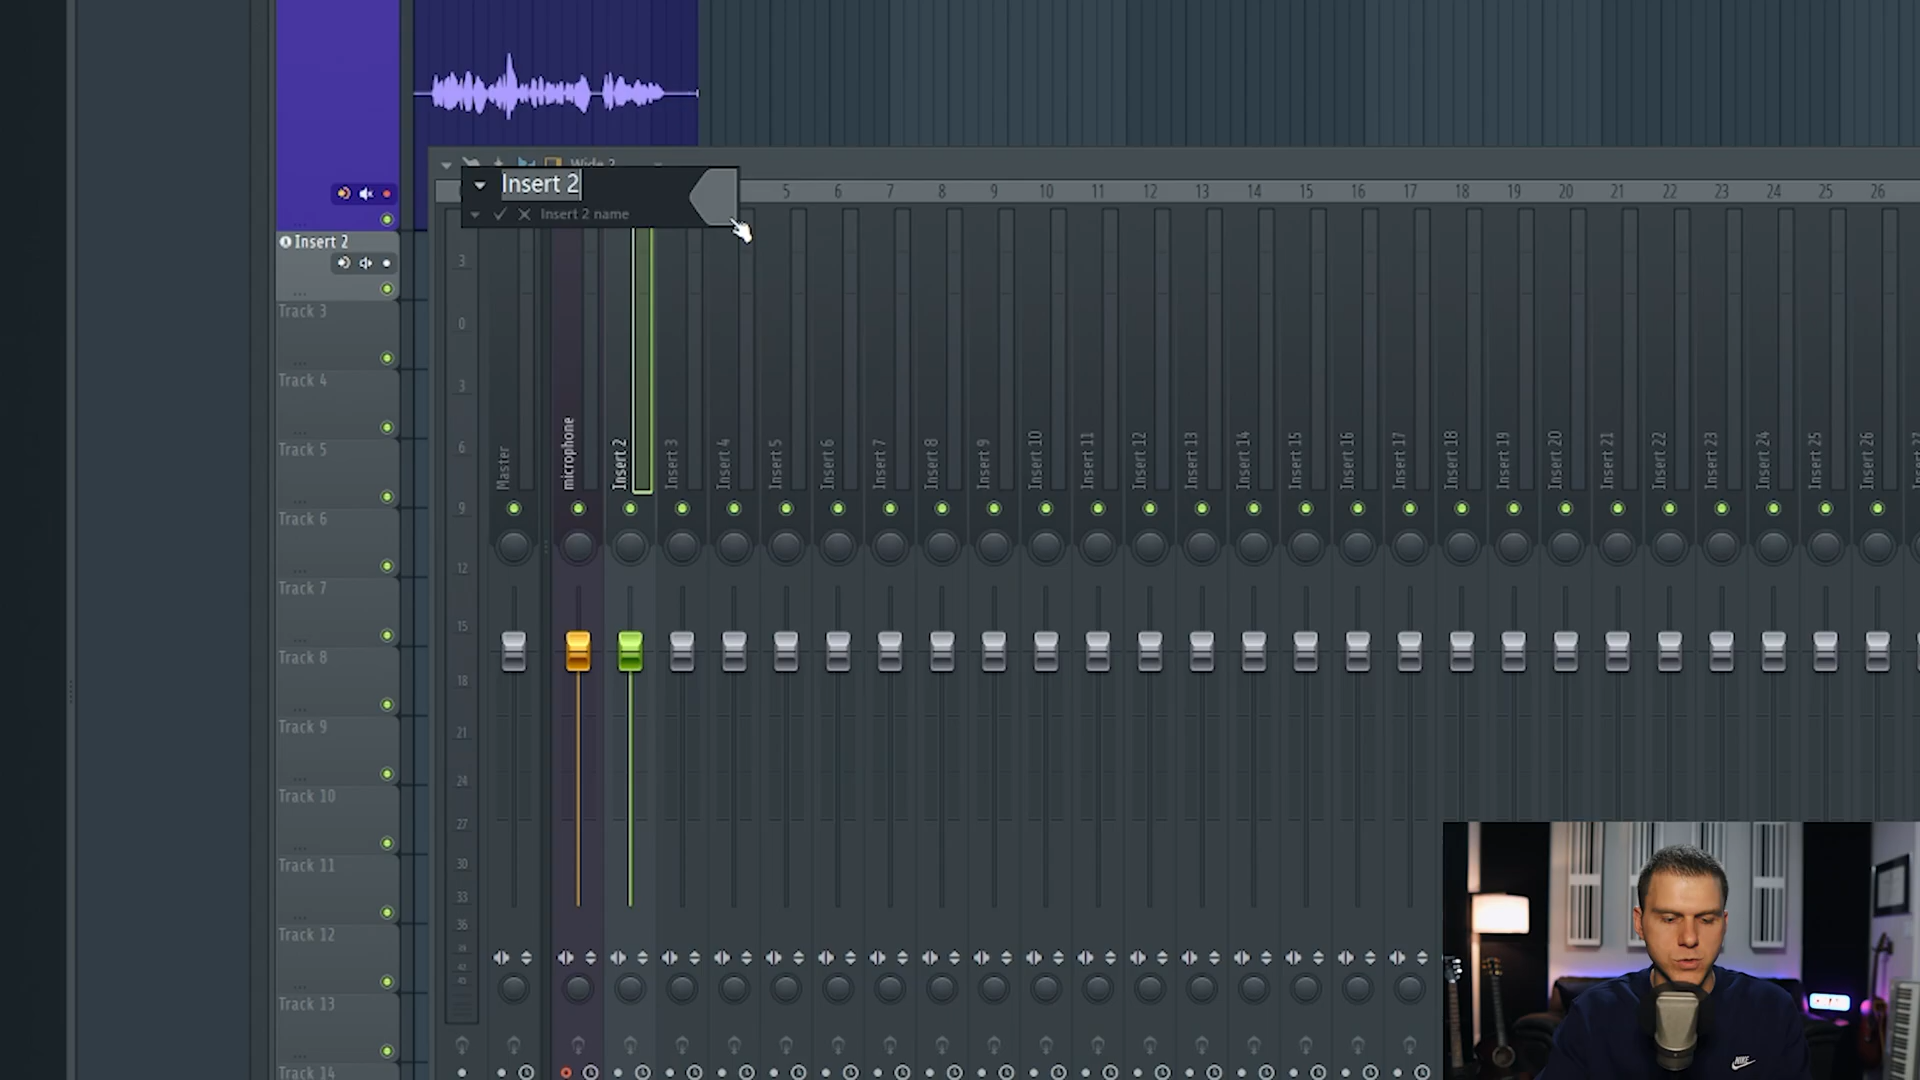 Wide 2
Insert 2
Insert 2 name
5 6 7 8 9 10 11 12 13 14 15 16 17 18 19 20 21 22 23 24 25 26
Insert 2
Track 3
Track 4
Track 5
Track 6
Track 7
Track 8
Track 9
Track 10
Track 11
Track 12
Track 13
Track 14
3
0
3
6
9
12
15
18
21
24
27
30
33
36
39
42
45
Master
microphone
Insert 2
Insert 3
Insert 4
Insert 5
Insert 6
Insert 7
Insert 8
Insert 9
Insert 10
Insert 11
Insert 12
Insert 13
Insert 14
Insert 15
Insert 16
Insert 17
Insert 18
Insert 19
Insert 20
Insert 21
Insert 22
Insert 23
Insert 24
Insert 25
Insert 26
NIKE